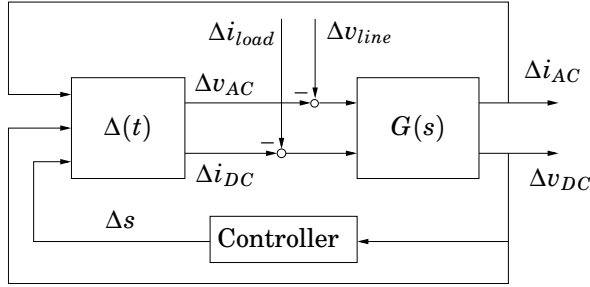 Δi_load
Δv_line
Δv_AC
Δi_AC
Δ(t)
G(s)
Δi_DC
Δv_DC
Δs
Controller